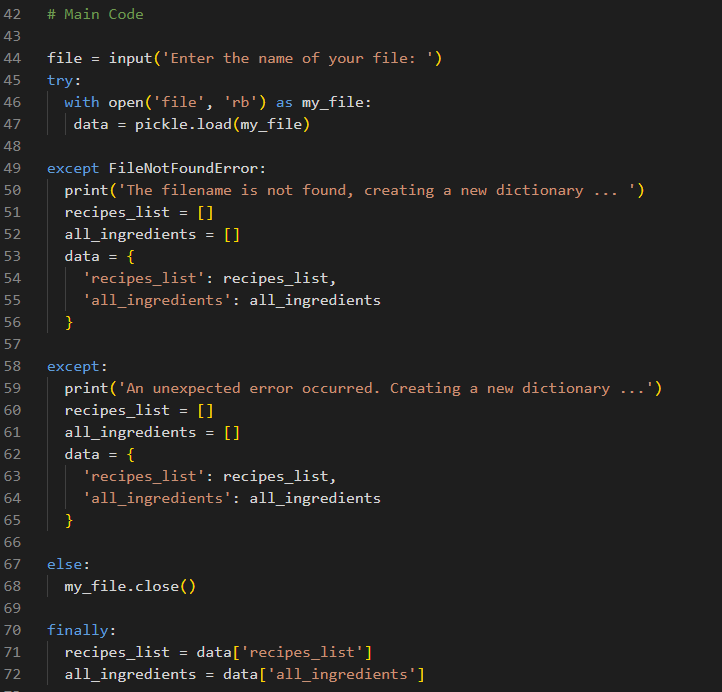 42 # Main Code
43
44 file = input('Enter the name of your file: ')
45 try:
46   with open('file', 'rb') as my_file:
47    data = pickle.load(my_file)
48
49 except FileNotFoundError:
50   print('The filename is not found, creating a new dictionary ... ')
51   recipes_list = []
52   all_ingredients = []
53   data = {
54     'recipes_list': recipes_list,
55     'all_ingredients': all_ingredients
56   }
57
58 except:
59   print('An unexpected error occurred. Creating a new dictionary ...')
60   recipes_list = []
61   all_ingredients = []
62   data = {
63     'recipes_list': recipes_list,
64     'all_ingredients': all_ingredients
65   }
66
67 else:
68   my_file.close()
69
70 finally:
71   recipes_list = data['recipes_list']
72   all_ingredients = data['all_ingredients']